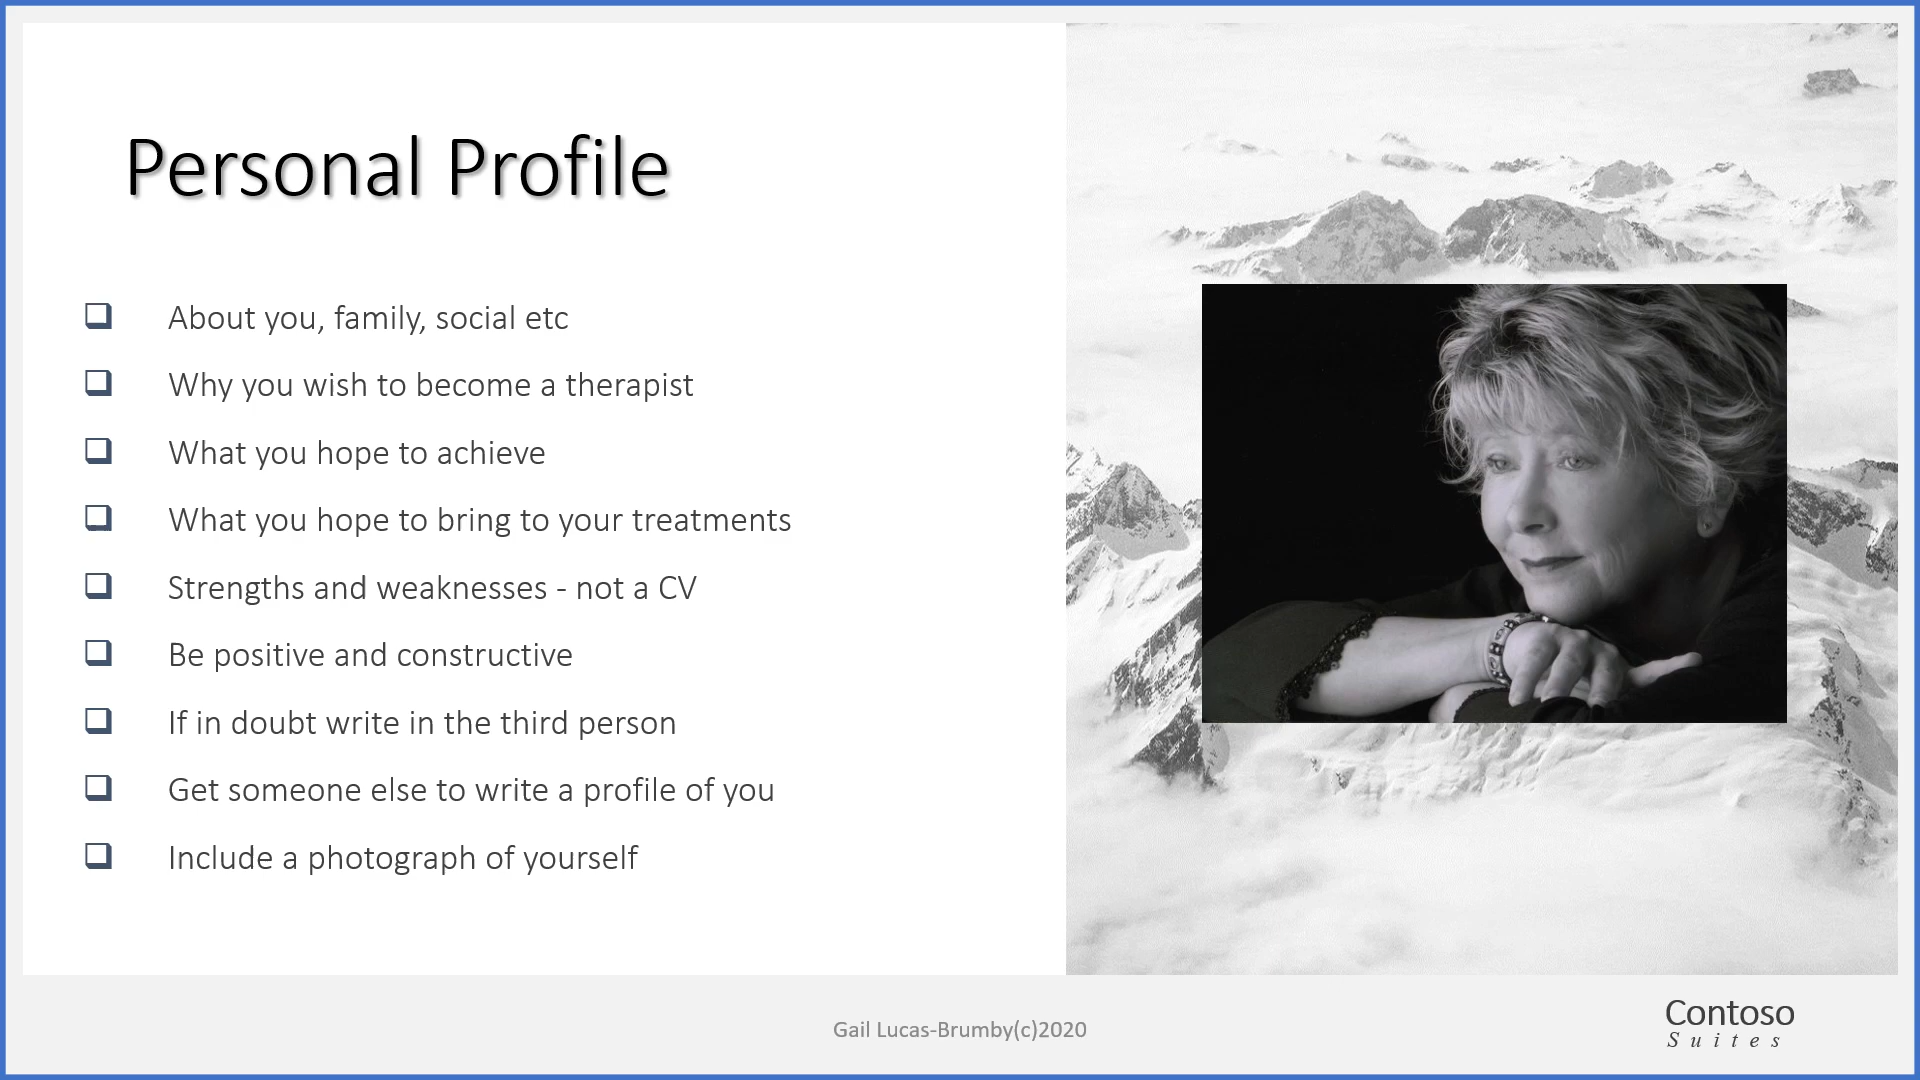 Personal Profile
About you, family, social etc
Why you wish to become a therapist
What you hope to achieve
What you hope to bring to your treatments
Strengths and weaknesses - not a CV
Be positive and constructive
If in doubt write in the third person
Get someone else to write a profile of you
Include a photograph of yourself
Gail Lucas-Brumby(c)2020
Contoso
Suites